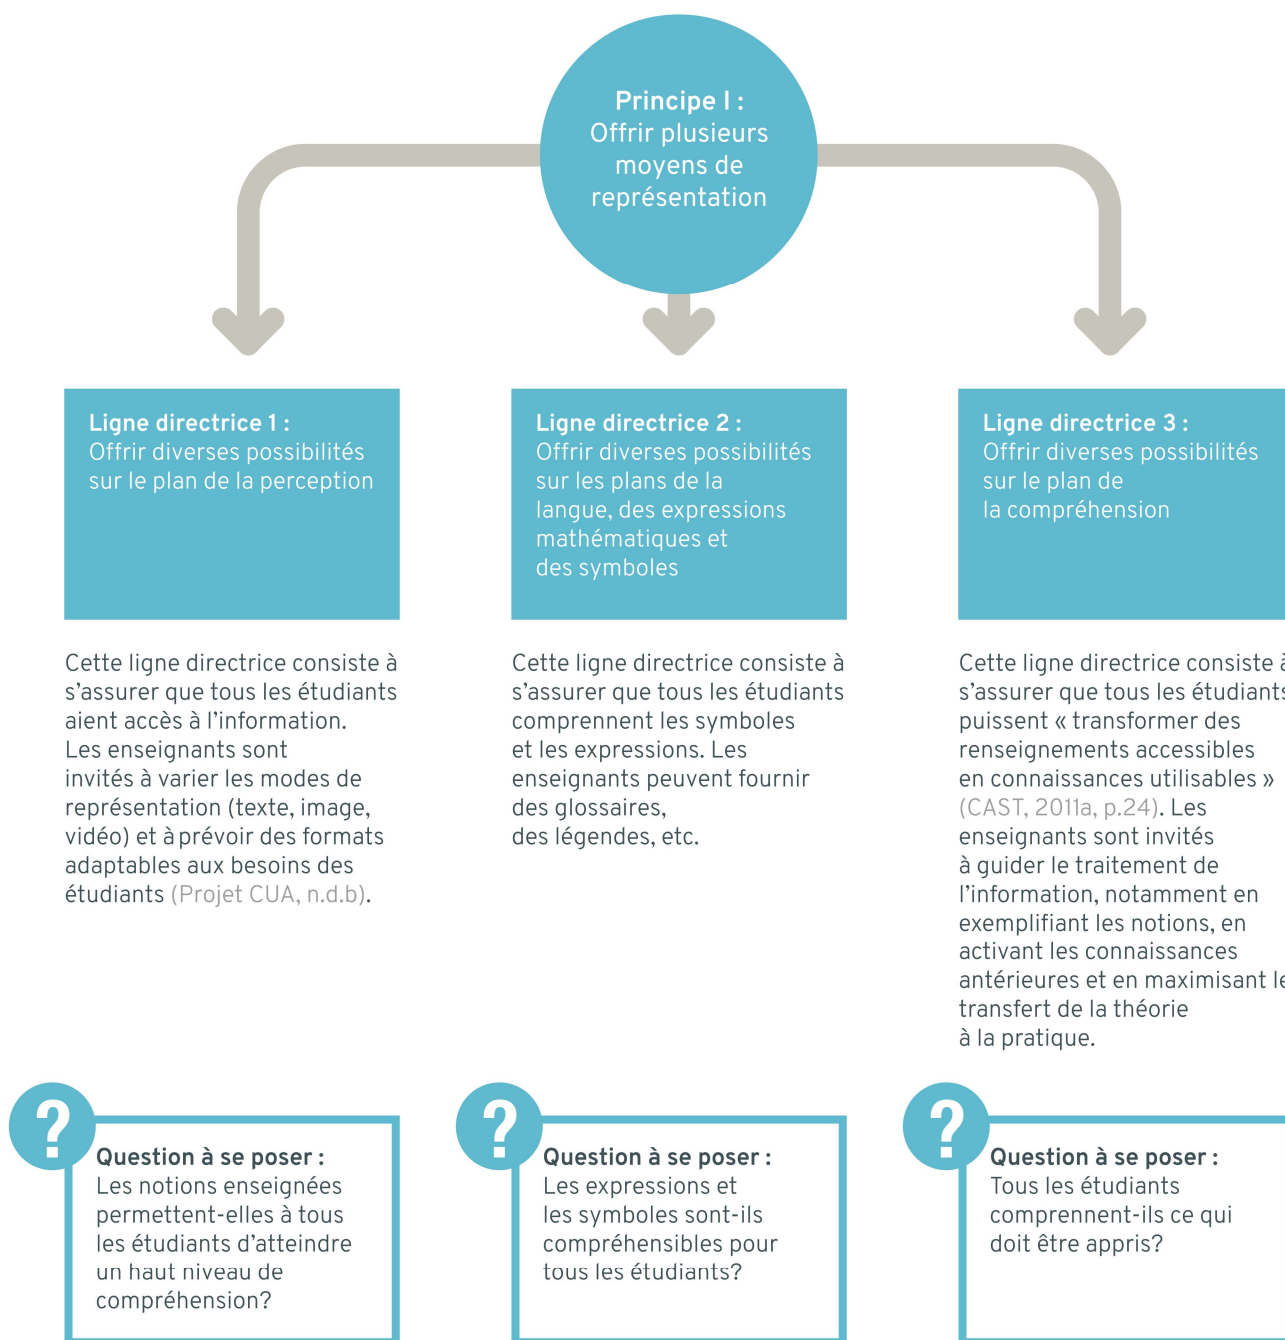 Principe I :
Offrir plusieurs
moyens de
représentation
Ligne directrice 1 :
Offrir diverses possibilités
sur le plan de la perception
Cette ligne directrice consiste à
s’assurer que tous les étudiants
aient accès à l’information.
Les enseignants sont
invités à varier les modes de
représentation (texte, image,
vidéo) et à prévoir des formats
adaptables aux besoins des
étudiants (Projet CUA, n.d.b).
?
Question à se poser :
Les notions enseignées
permettent-elles à tous
les étudiants d’atteindre
un haut niveau de
compréhension?
Ligne directrice 2 :
Offrir diverses possibilités
sur les plans de la
langue, des expressions
mathématiques et
des symboles
Cette ligne directrice consiste à
s’assurer que tous les étudiants
comprennent les symboles
et les expressions. Les
enseignants peuvent fournir
des glossaires,
des légendes, etc.
?
Question à se poser :
Les expressions et
les symboles sont-ils
compréhensibles pour
tous les étudiants?
Ligne directrice 3 :
Offrir diverses possibilités
sur le plan de
la compréhension
Cette ligne directrice consiste à
s’assurer que tous les étudiants
puissent « transformer des
renseignements accessibles
en connaissances utilisables »
(CAST, 2011a, p.24). Les
enseignants sont invités
à guider le traitement de
l’information, notamment en
exemplifiant les notions, en
activant les connaissances
antérieures et en maximisant le
transfert de la théorie
à la pratique.
?
Question à se poser :
Tous les étudiants
comprennent-ils ce qui
doit être appris?